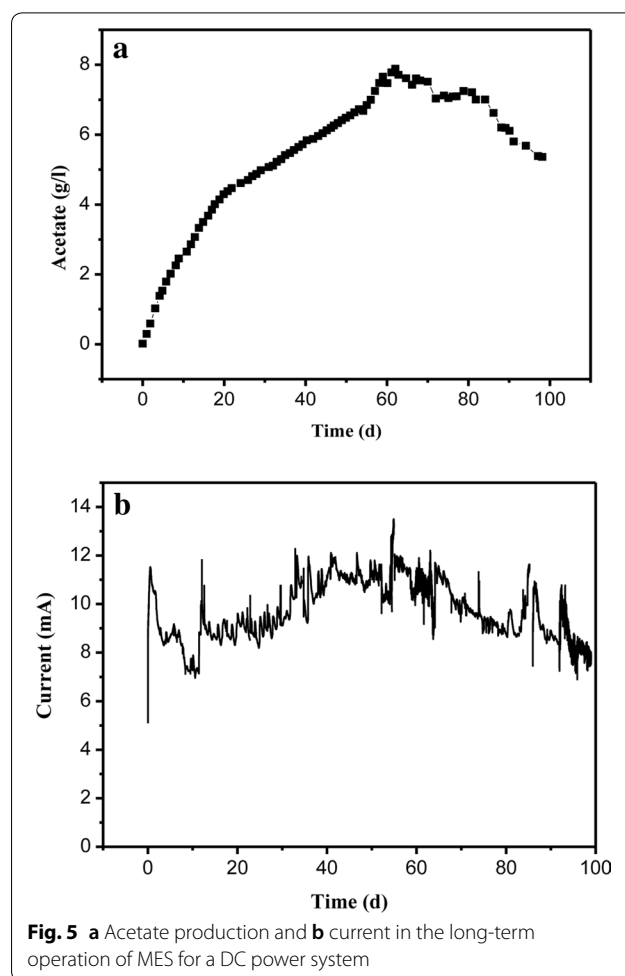 a
8
6
4
2
0
Acetate (g/l)
0 20 40 60 80 100
Time (d)
b
14
12
10
8
6
4
2
0
Current (mA)
0 20 40 60 80 100
Time (d)
Fig. 5 a Acetate production and b current in the long-term
operation of MES for a DC power system